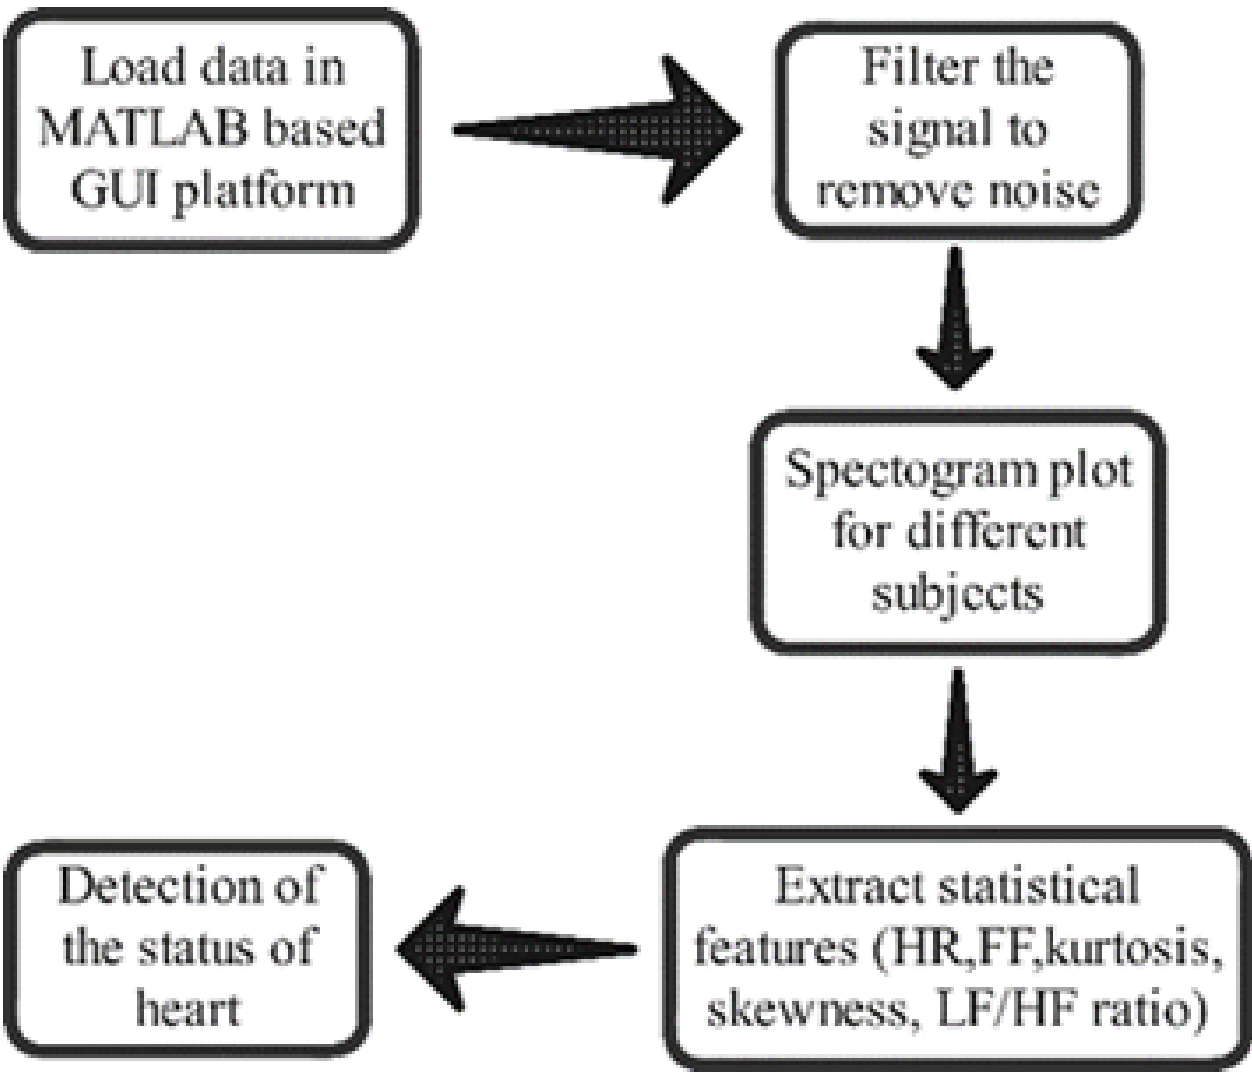 Load data in
MATLAB based
GUI platform
Filter the
signal to
remove noise
Spectogram plot
for different
subjects
Extract statistical
features (HR,FF,kurtosis,
skewness, LF/HF ratio)
Detection of
the status of
heart